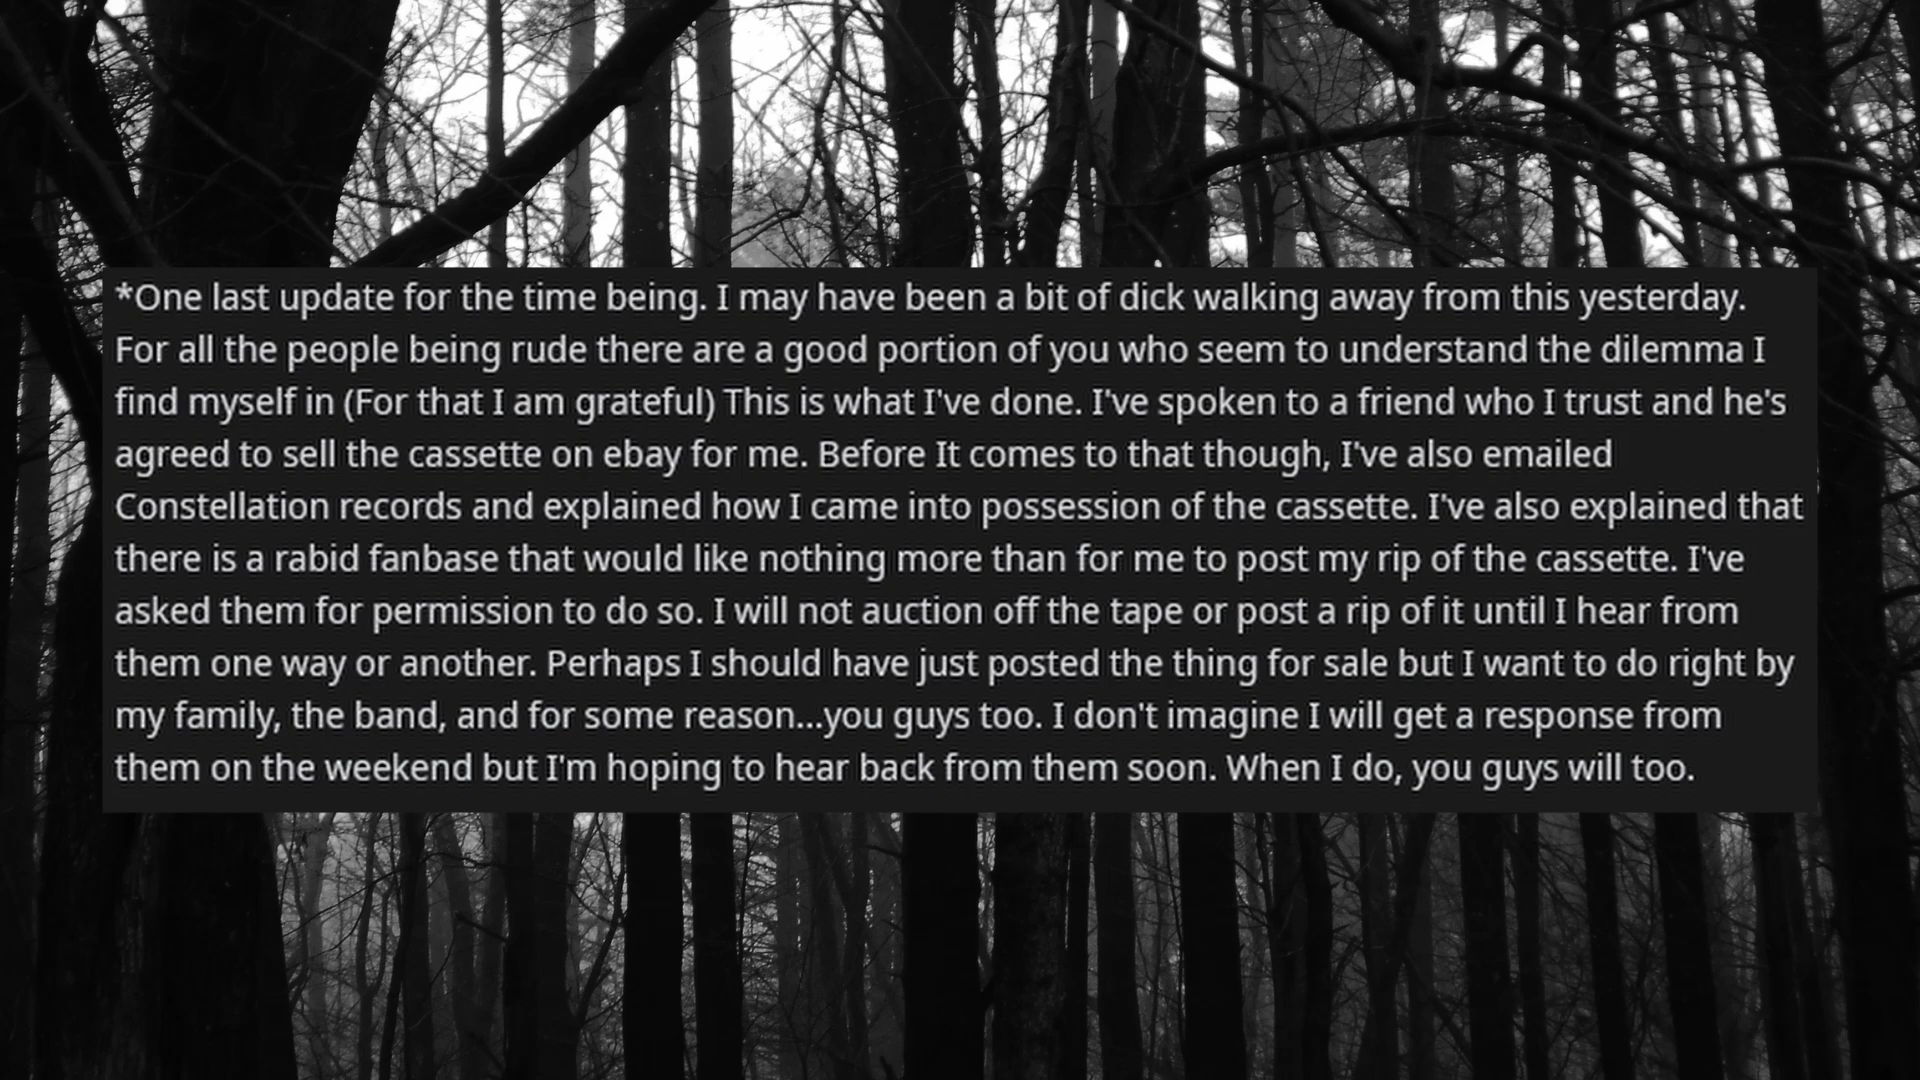 *One last update for the time being. I may have been a bit of dick walking away from this yesterday.
For all the people being rude there are a good portion of you who seem to understand the dilemma I
find myself in (For that I am grateful) This is what I've done. I've spoken to a friend who I trust and he's
agreed to sell the cassette on ebay for me. Before It comes to that though, I've also emailed
Constellation records and explained how I came into possession of the cassette. I've also explained that
there is a rabid fanbase that would like nothing more than for me to post my rip of the cassette. I've
asked them for permission to do so. I will not auction off the tape or post a rip of it until I hear from
them one way or another. Perhaps I should have just posted the thing for sale but I want to do right by
my family, the band, and for some reason...you guys too. I don't imagine I will get a response from
them on the weekend but I'm hoping to hear back from them soon. When I do, you guys will too.